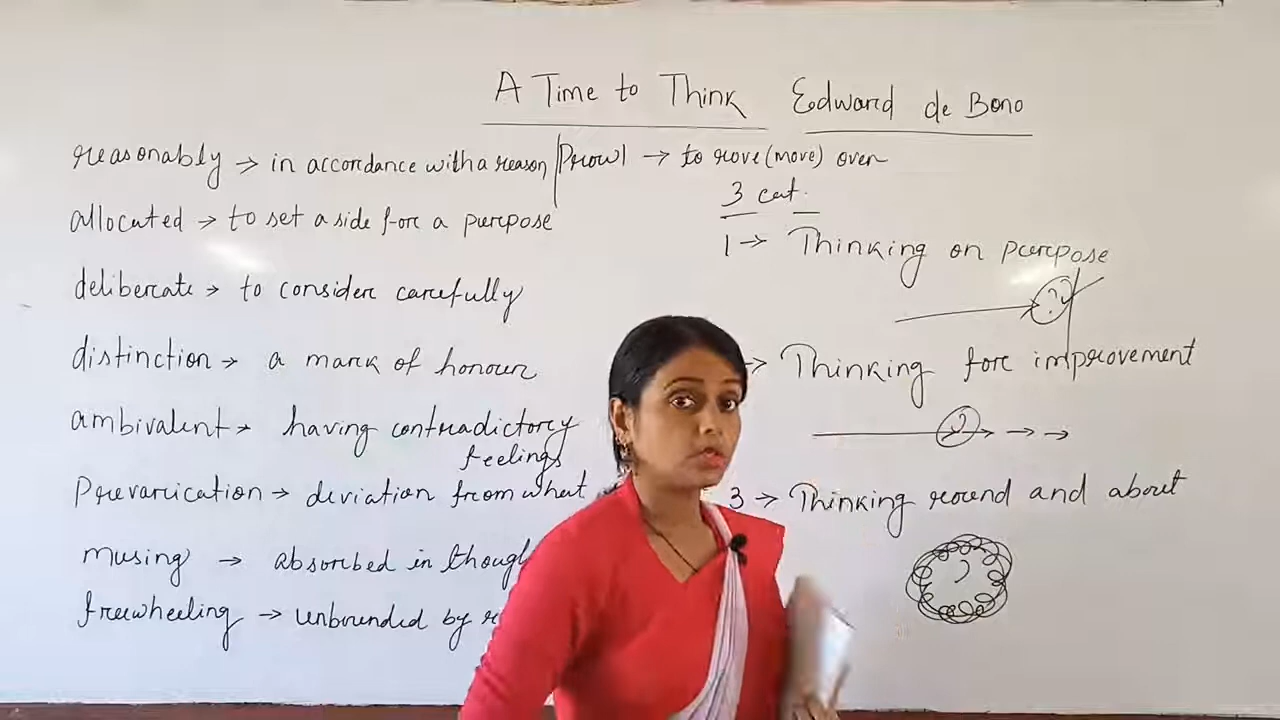 A Time to Think Edward de Bono
reasonably → in accordance with a reason
Prowl → to rove (move) over
allocated → to set a side for a purpose
deliberate → to consider carefully
distinction → a mark of honour
ambivalent → having contradictory
feelings
Prevarication → deviation from what
musing → absorbed in
freewheeling → unbounded by
3 cat.
1 → Thinking on purpose
→ Thinking for improvement
3 → Thinking round and about